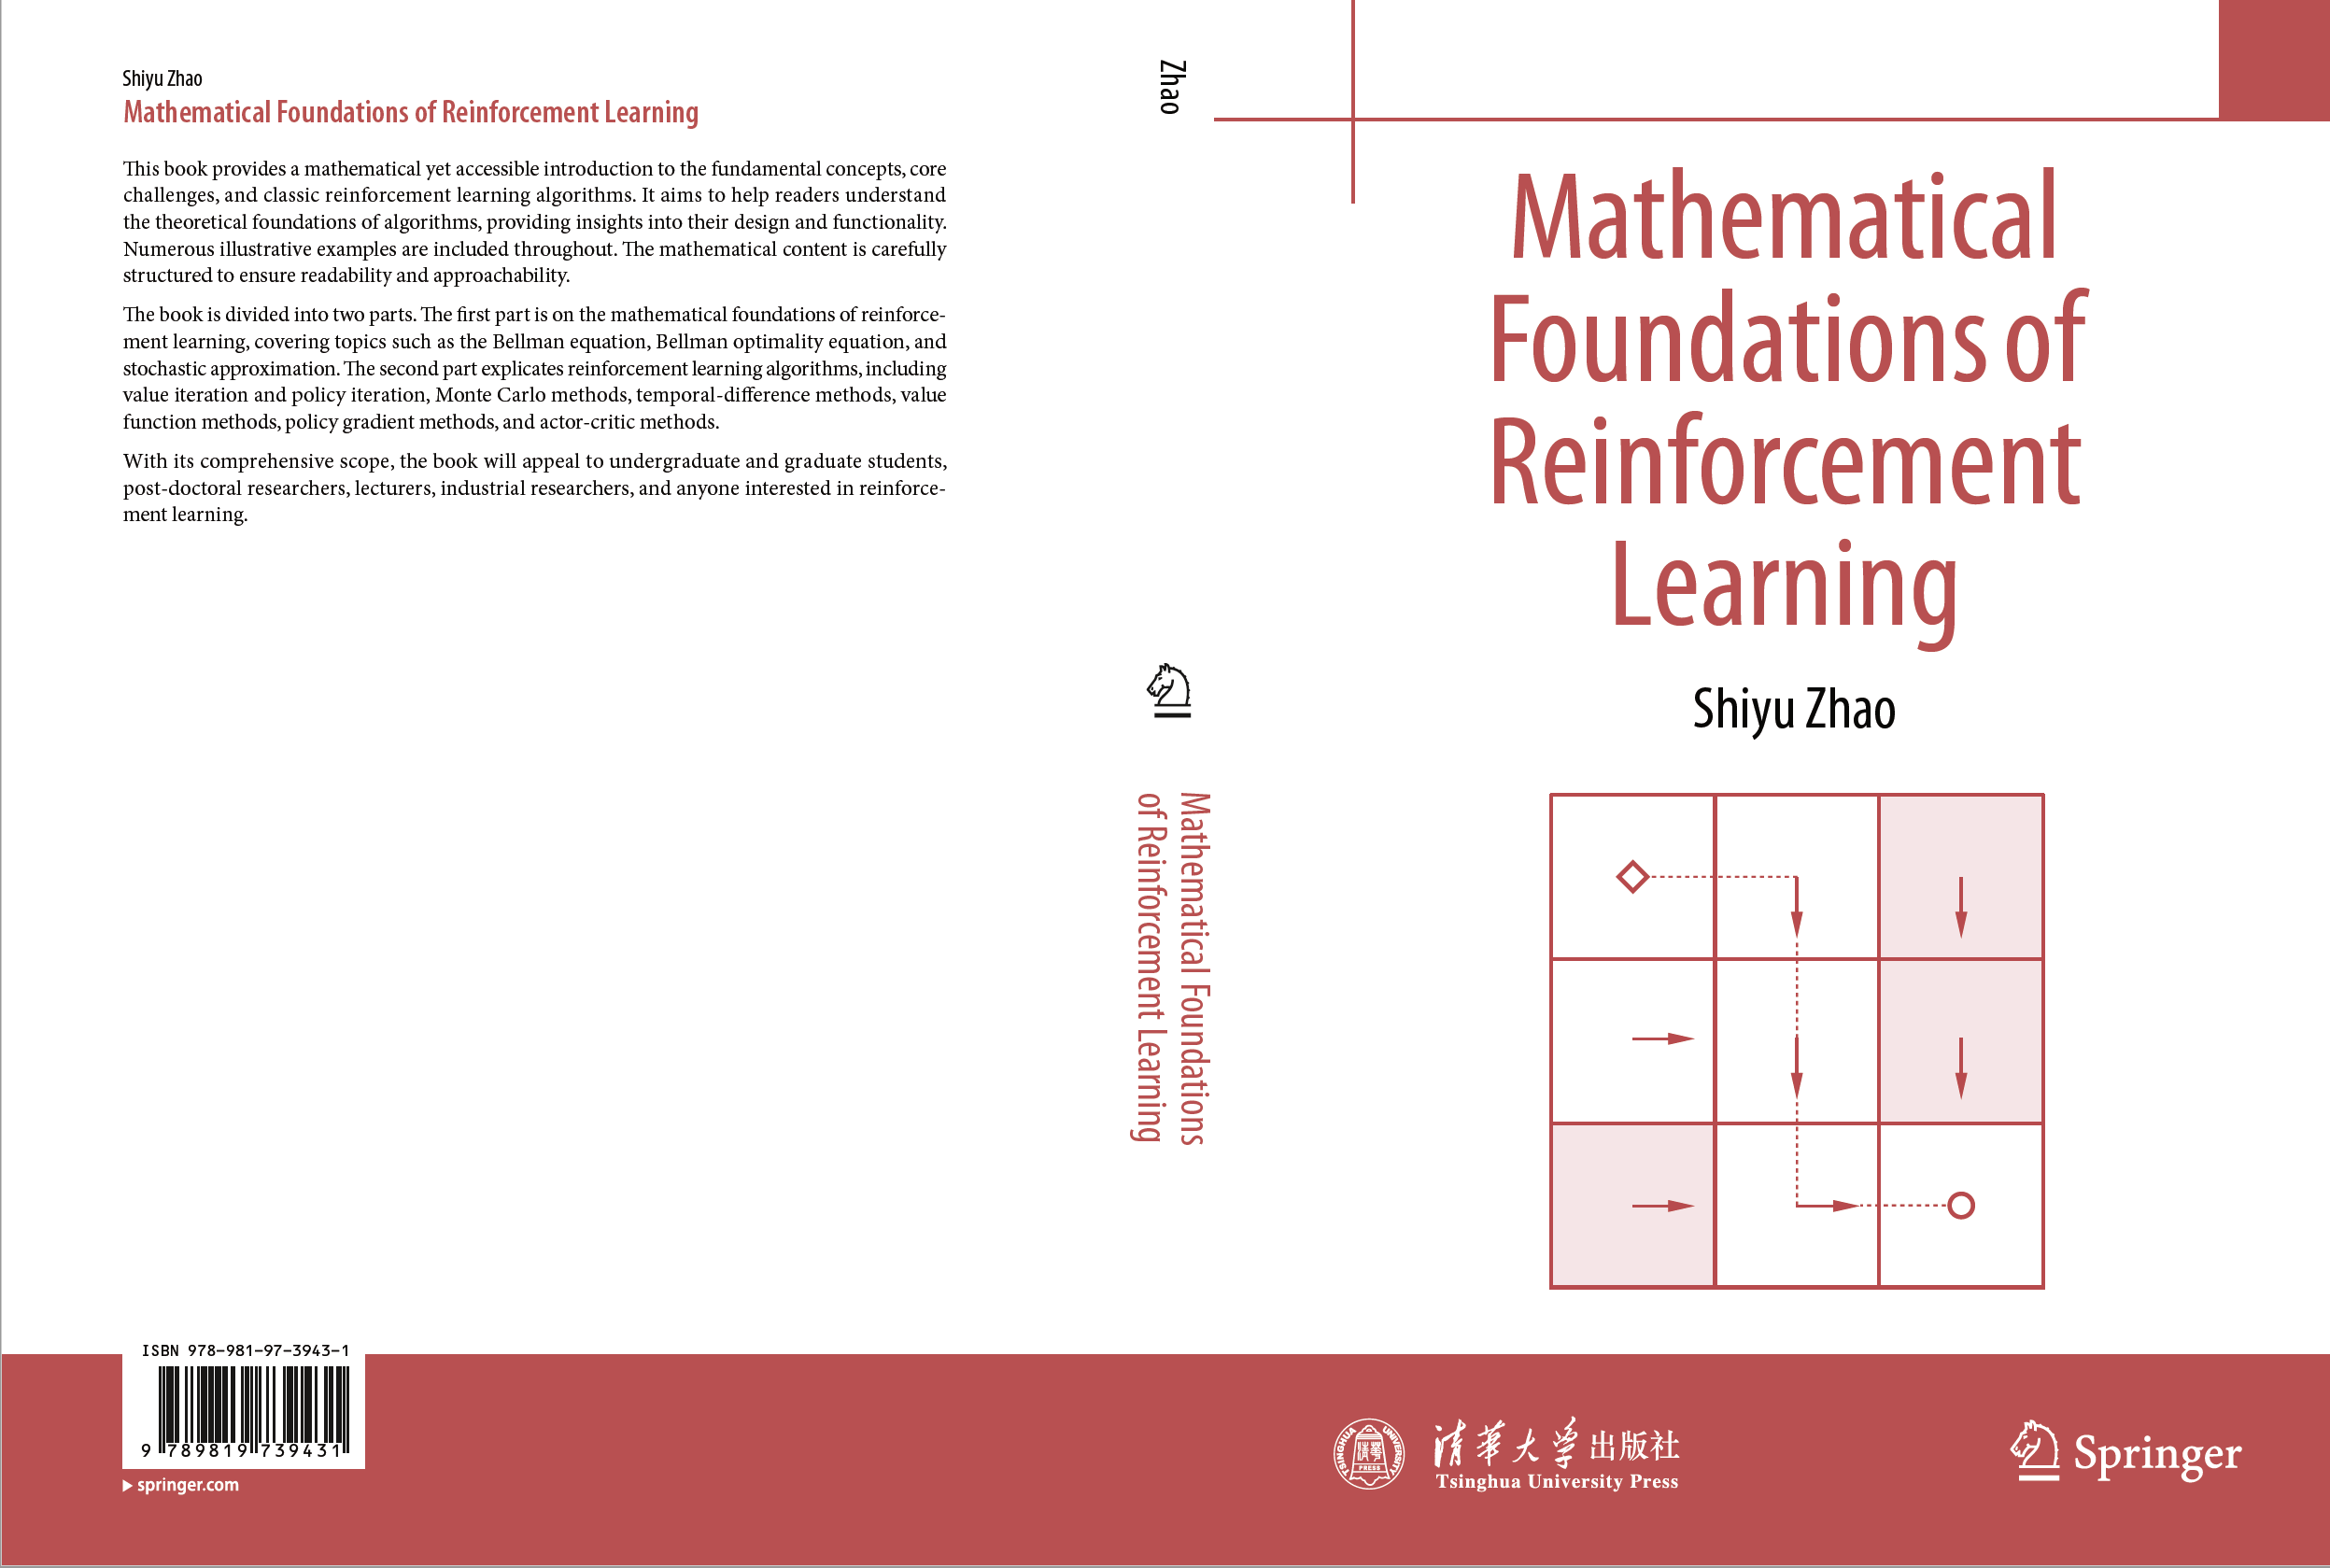 Shiyu Zhao
Mathematical Foundations of Reinforcement Learning
This book provides a mathematical yet accessible introduction to the fundamental concepts, core
challenges, and classic reinforcement learning algorithms. It aims to help readers understand
the theoretical foundations of algorithms, providing insights into their design and functionality.
Numerous illustrative examples are included throughout. The mathematical content is carefully
structured to ensure readability and approachability.
The book is divided into two parts. The first part is on the mathematical foundations of reinforce-
ment learning, covering topics such as the Bellman equation, Bellman optimality equation, and
stochastic approximation. The second part explicates reinforcement learning algorithms, including
value iteration and policy iteration, Monte Carlo methods, temporal-difference methods, value
function methods, policy gradient methods, and actor-critic methods.
With its comprehensive scope, the book will appeal to undergraduate and graduate students,
post-doctoral researchers, lecturers, industrial researchers, and anyone interested in reinforce-
ment learning.
ISBN 978-981-97-3943-1
9 789819 739431
springer.com
Zhao
Mathematical Foundations
of Reinforcement Learning
Mathematical
Foundations of
Reinforcement
Learning
Shiyu Zhao
TSINGHUA UNIVERSITY
清華
PRESS
清華大学出版社
Tsinghua University Press
Springer